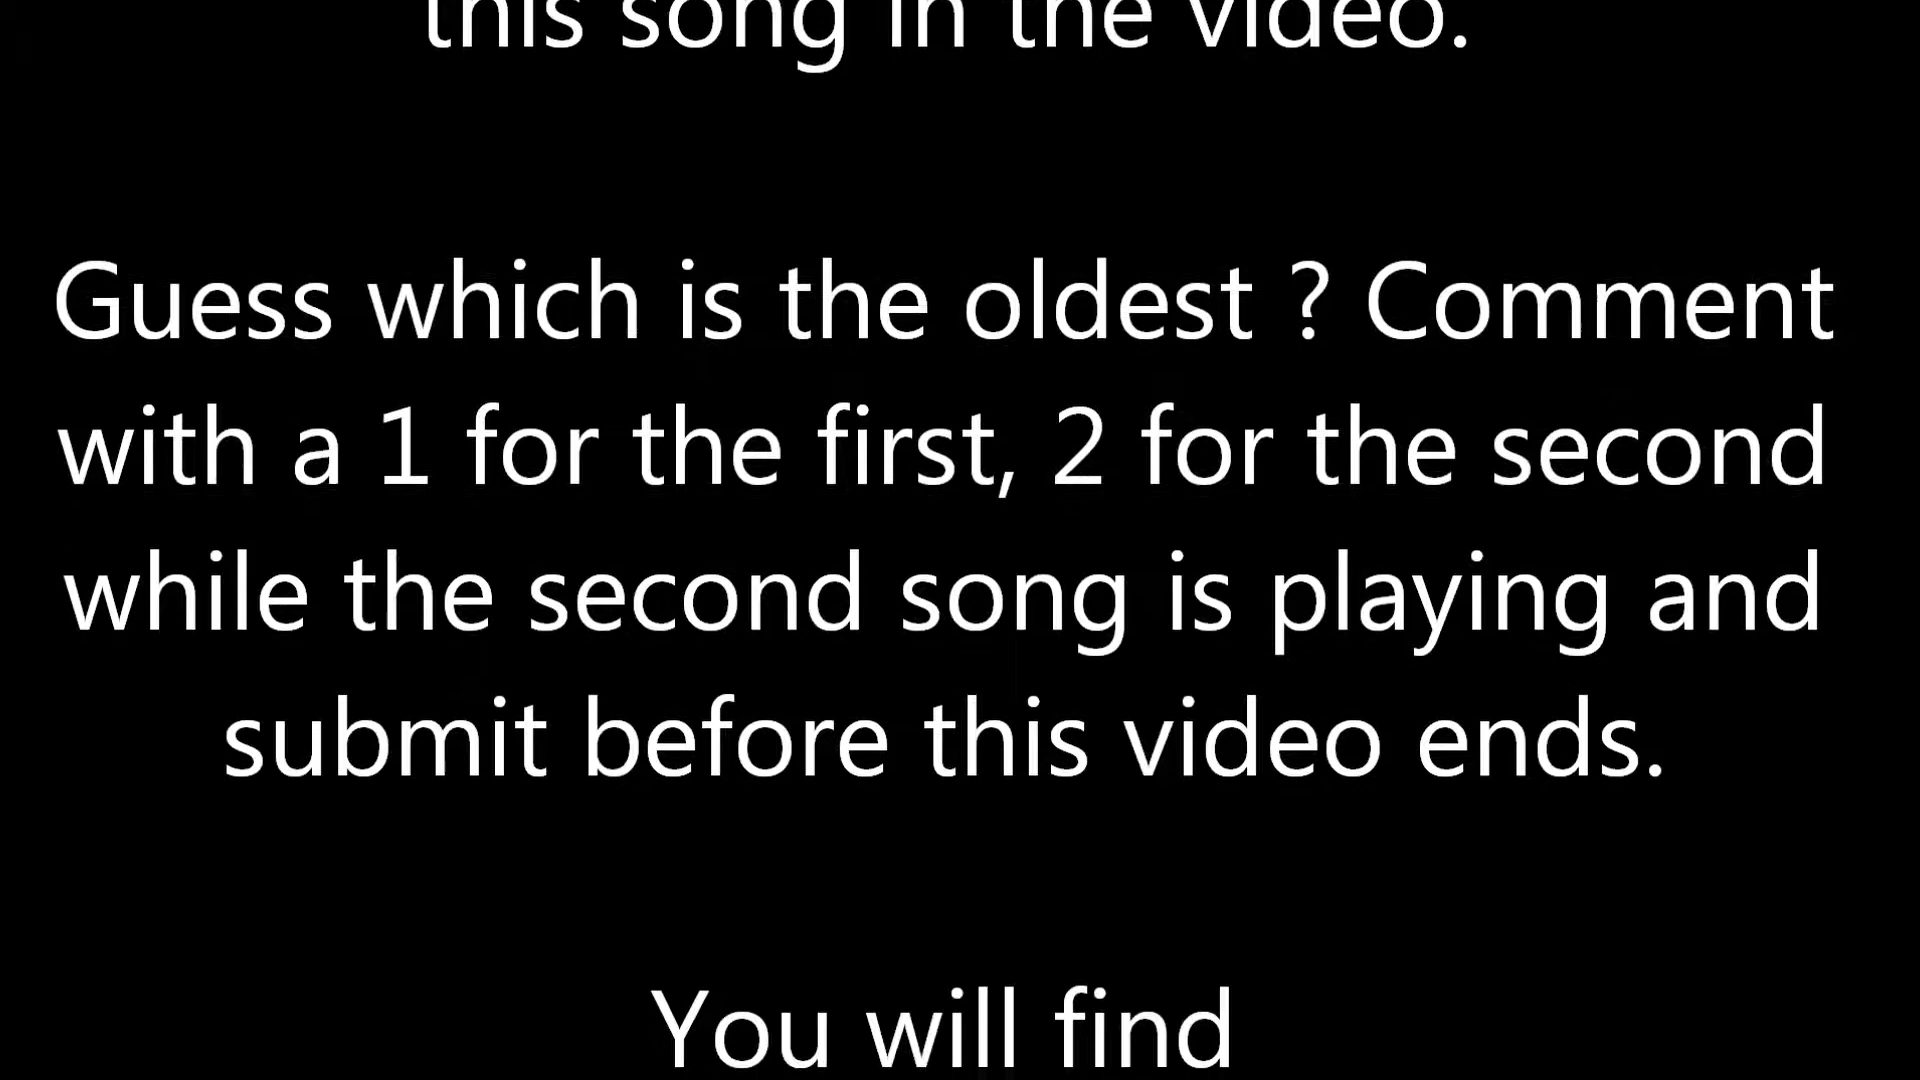 this song in the video.
Guess which is the oldest ? Comment
with a 1 for the first, 2 for the second
while the second song is playing and
submit before this video ends.
You will find